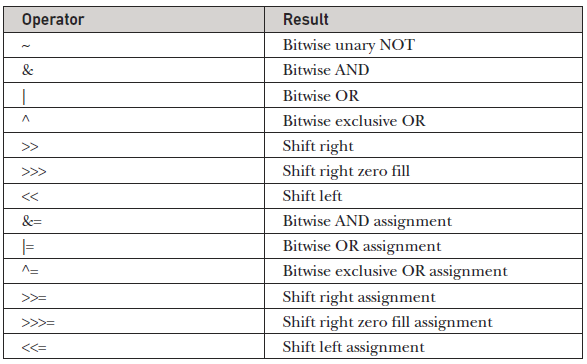 Operator Result
~ Bitwise unary NOT
& Bitwise AND
| Bitwise OR
^ Bitwise exclusive OR
>> Shift right
>>> Shift right zero fill
<< Shift left
&= Bitwise AND assignment
|= Bitwise OR assignment
^= Bitwise exclusive OR assignment
>>= Shift right assignment
>>>= Shift right zero fill assignment
<<= Shift left assignment